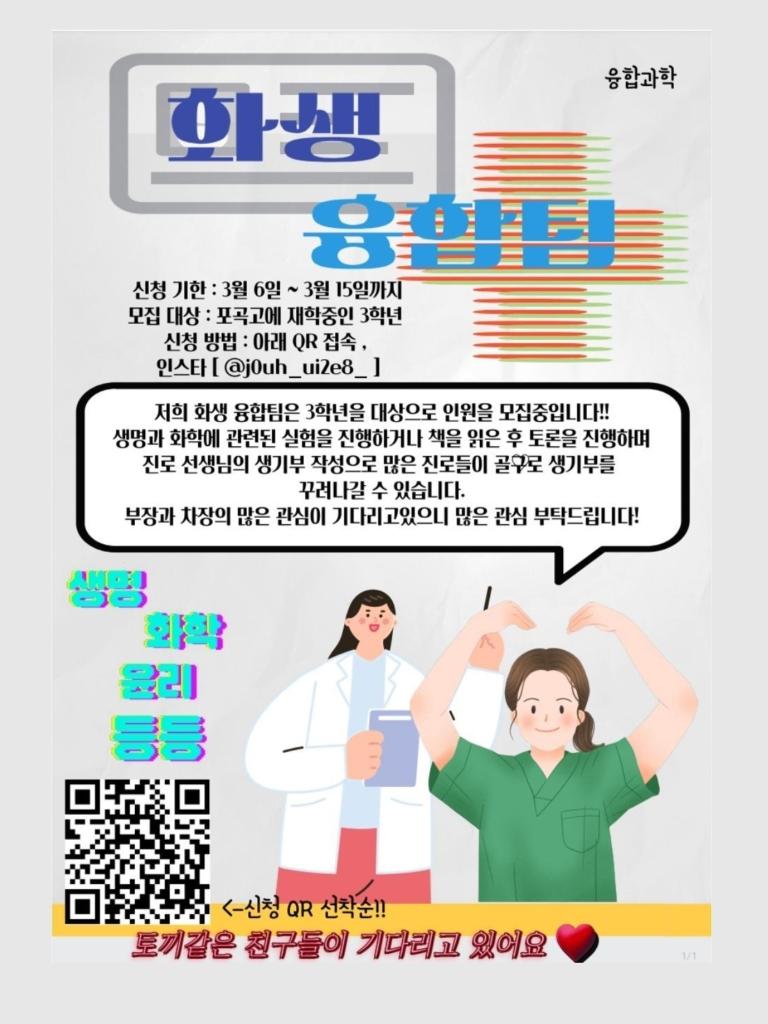 융합과학
화생
융합팀
신청 기한 : 3월 6일 ~ 3월 15일까지
모집 대상 : 포곡고에 재학중인 3학년
신청 방법 : 아래 QR 접속 ,
인스타 [ @j0uh_ui2e8_ ]
저희 화생 융합팀은 3학년을 대상으로 인원을 모집중입니다!!
생명과 화학에 관련된 실험을 진행하거나 책을 읽은 후 토론을 진행하며
진로 선생님의 생기부 작성으로 많은 진로들이 골구로 생기부를
꾸려나갈 수 있습니다.
부장과 차장의 많은 관심이 기다리고있으니 많은 관심 부탁드립니다!
생명
화학
윤리
등등
<-신청 QR 선착순!!
토끼같은 친구들이 기다리고 있어요
1/1